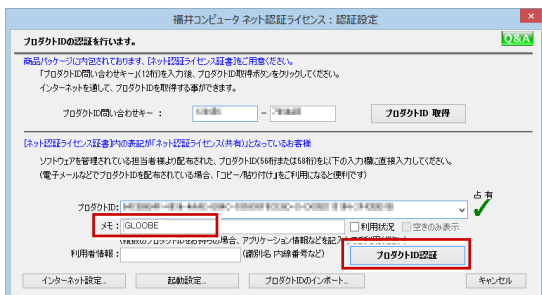 福井コンピュータ ネット認証ライセンス：認証設定
プロダクトIDの認証を行います。
Q&A
商品パッケージに内包されております、[ネット認証ライセンス証書]をご用意ください。
「プロダクトID問い合わせキー」(12桁)を入力後、プロダクトID取得ボタンをクリックしてください。
インターネットを通して、プロダクトIDを取得する事ができます。
プロダクトID問い合わせキー ： － プロダクトID 取得
[ネット認証ライセンス証書]内の表記が「ネット認証ライセンス(共有)」となっているお客様
ソフトウェアを管理されている担当者様より配布された、プロダクトID(56桁または58桁)を以下の入力欄に直接入力してください。
(電子メールなどでプロダクトIDを配布されている場合、「コピー/貼り付け」をご利用になると便利です)
占有
プロダクトID:
メモ： GLOOBE
利用状況 空きのみ表示
利用者情報： (識別名 内線番号など) プロダクトID認証
インターネット設定... 起動設定... プロダクトIDのインポート... キャンセル